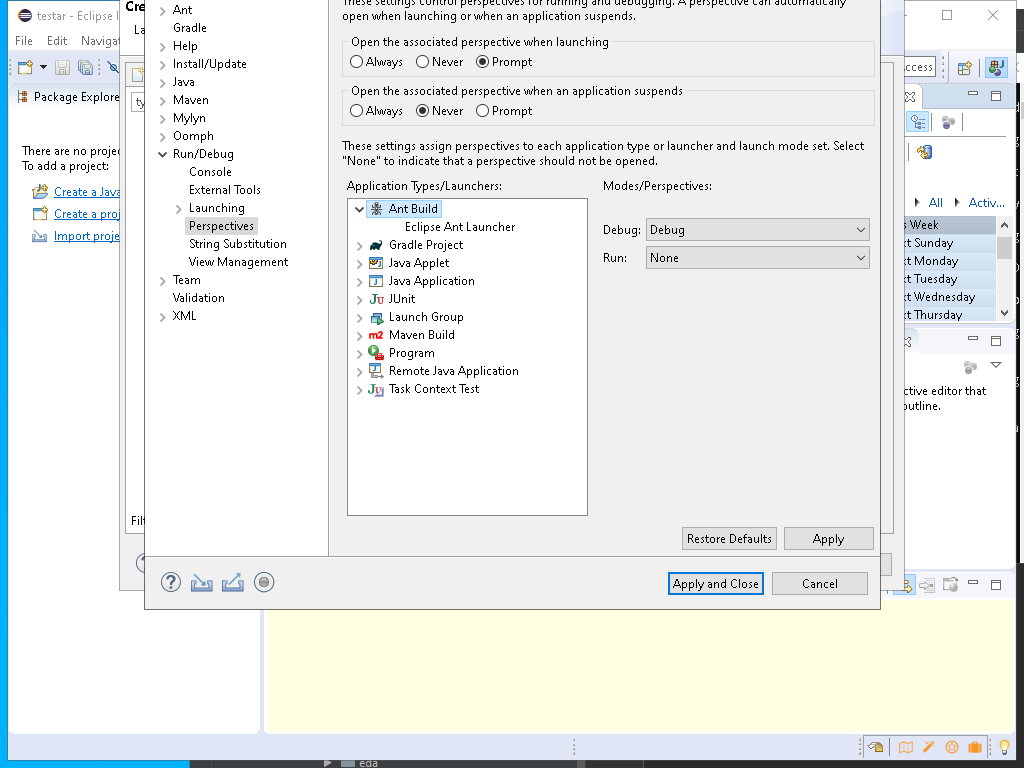 testar - Eclipse I
File Edit Navigat
Package Explore
There are no projec
To add a project:
Create a Java
Create a proj
Import proje
Cre
La
ty
Filt
Ant
Gradle
Help
Install/Update
Java
Maven
Mylyn
Oomph
Run/Debug
Console
External Tools
Launching
Perspectives
String Substitution
View Management
Team
Validation
XML
These settings control perspectives for running and debugging. A perspective can automatically
open when launching or when an application suspends.
Open the associated perspective when launching
Always Never Prompt
Open the associated perspective when an application suspends
Always Never Prompt
These settings assign perspectives to each application type or launcher and launch mode set. Select
"None" to indicate that a perspective should not be opened.
Application Types/Launchers:
Ant Build
Eclipse Ant Launcher
Gradle Project
Java Applet
Java Application
JUnit
Launch Group
Maven Build
Program
Remote Java Application
Task Context Test
Modes/Perspectives:
Debug: Debug
Run: None
Restore Defaults Apply
Apply and Close Cancel
ccess
All Activ...
s Week
xt Sunday
xt Monday
xt Tuesday
xt Wednesday
xt Thursday
ctive editor that
outline.
eda